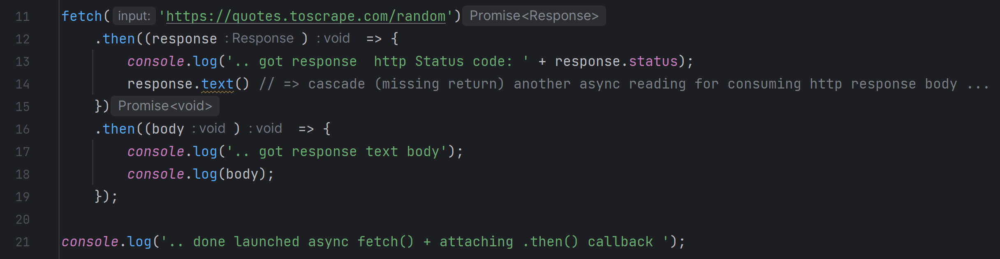 11 fetch( input: 'https://quotes.toscrape.com/random') Promise<Response>
12 .then((response : Response ) : void => {
13 console.log('.. got response  http Status code: ' + response.status);
14 response.text() // => cascade (missing return) another async reading for consuming http response body ...
15 }) Promise<void>
16 .then((body : void ) : void => {
17 console.log('.. got response text body');
18 console.log(body);
19 });
20
21 console.log('.. done launched async fetch() + attaching .then() callback ');